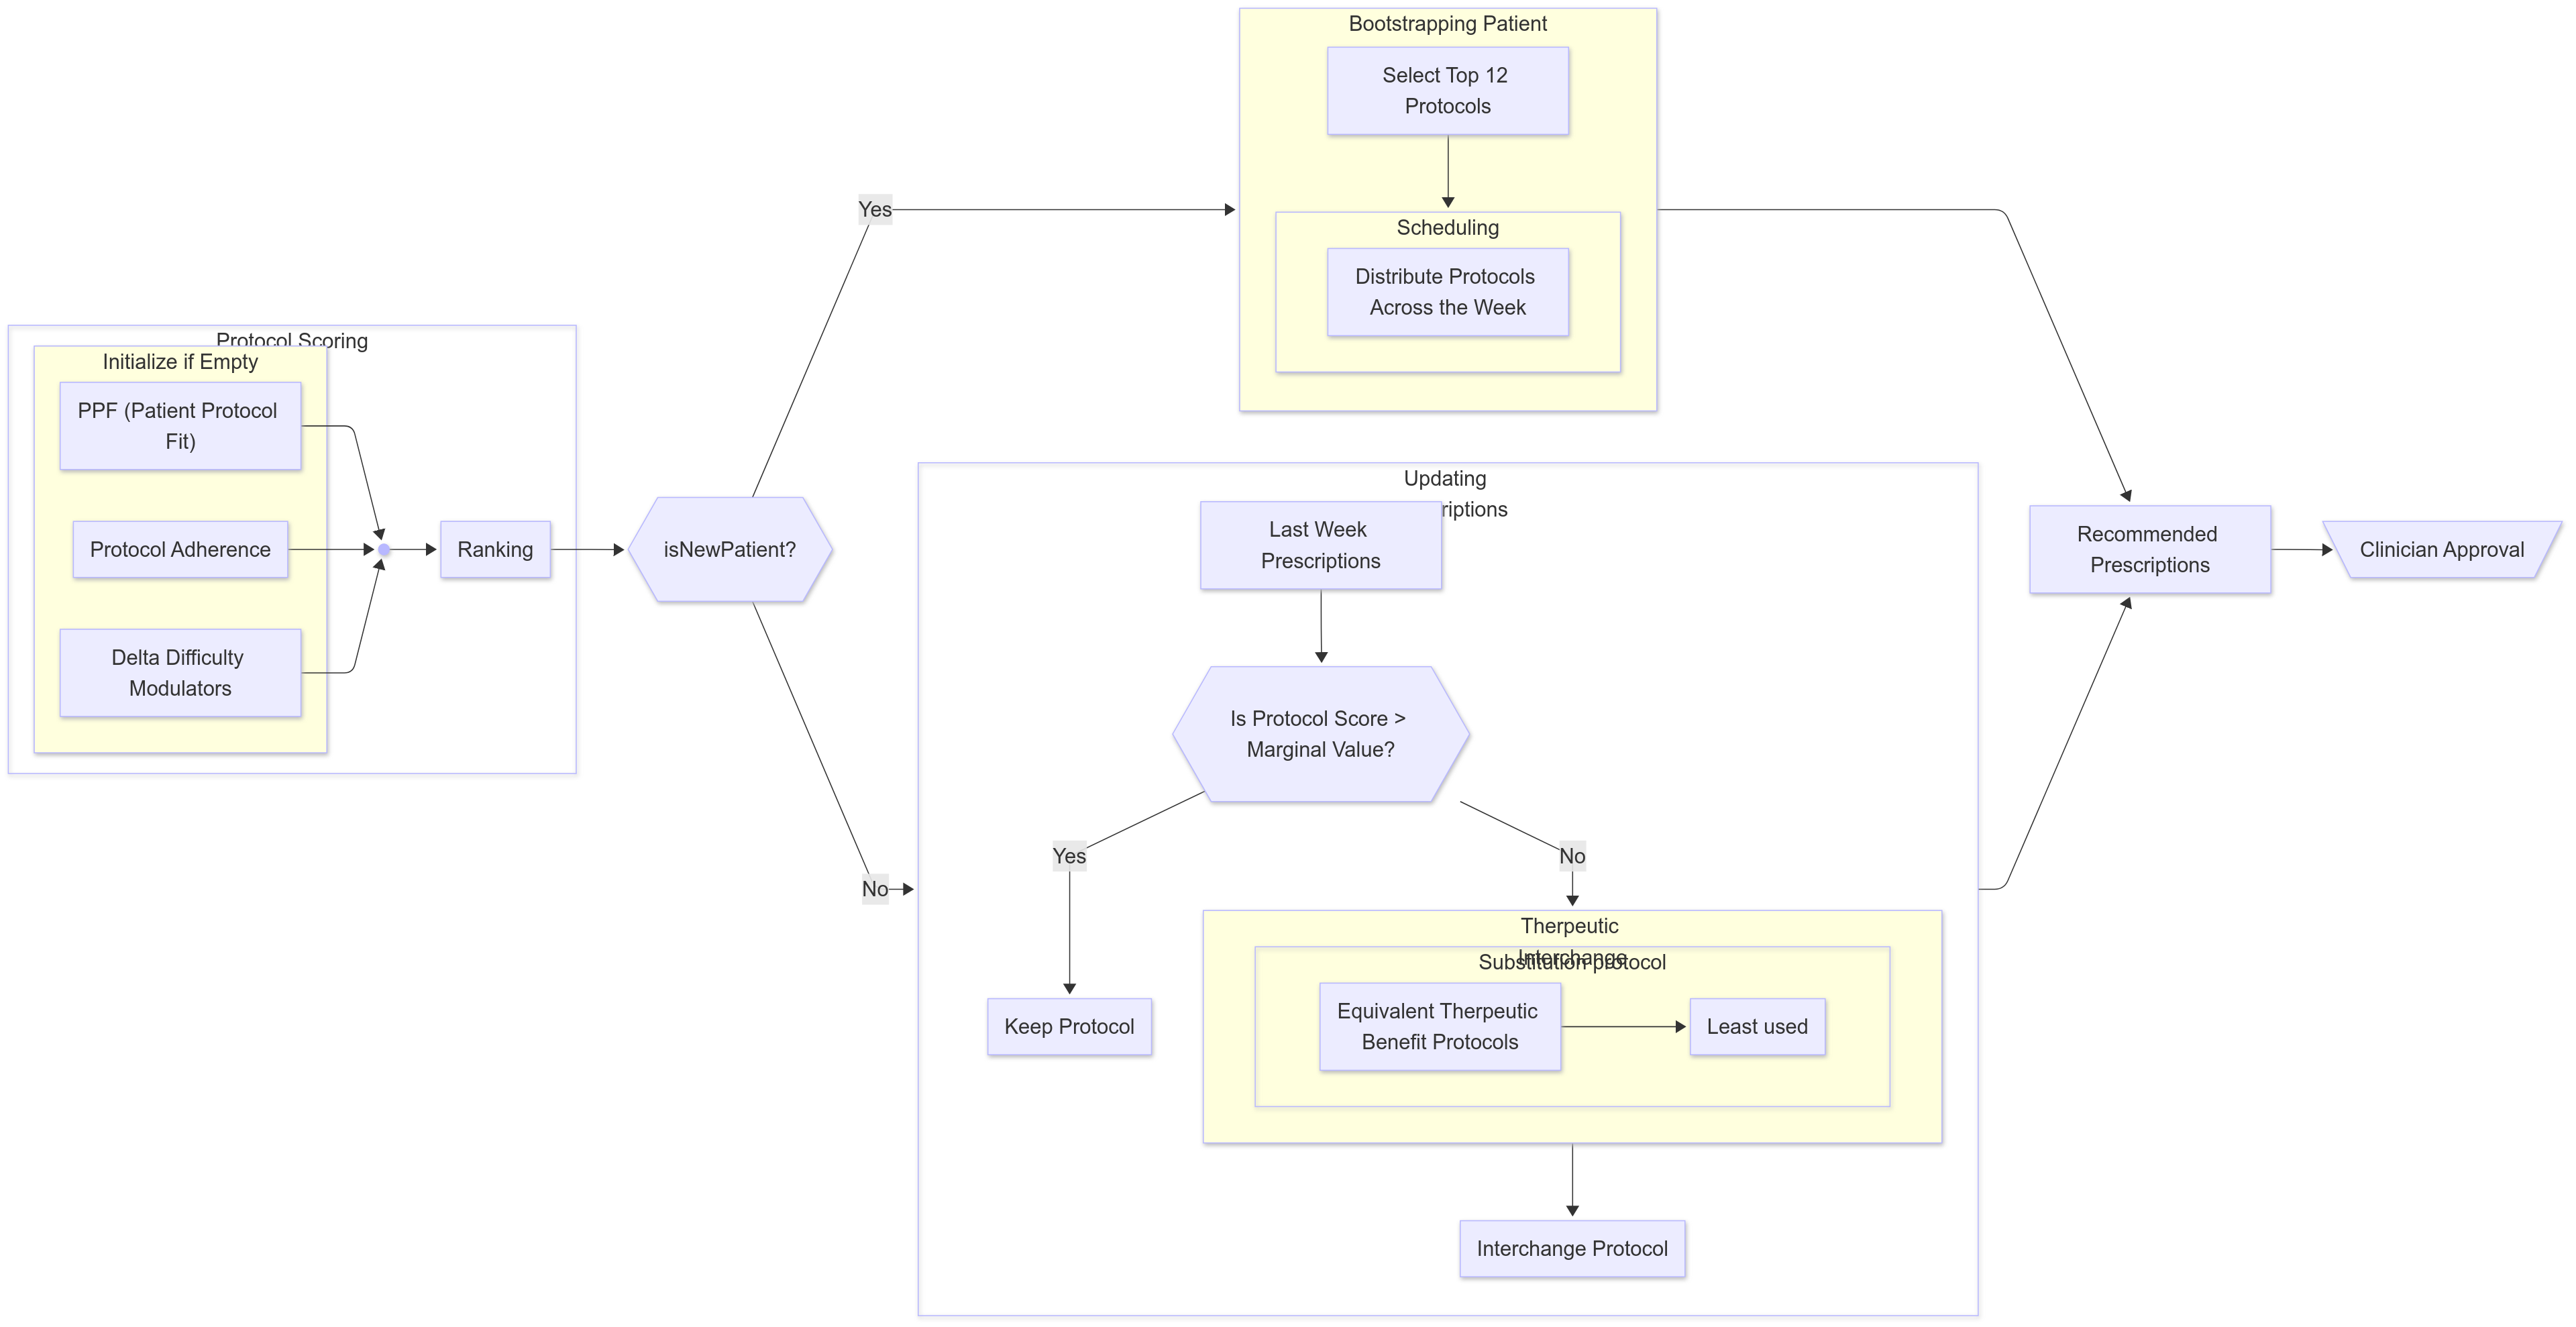 Protocol Scoring
Initialize if Empty
PPF (Patient Protocol
Fit)
Protocol Adherence
Delta Difficulty
Modulators
Ranking
isNewPatient?
Yes
No
Bootstrapping Patient
Select Top 12
Protocols
Scheduling
Distribute Protocols
Across the Week
Updating
riptions
Last Week
Prescriptions
Is Protocol Score >
Marginal Value?
Yes
No
Keep Protocol
Therpeutic
Interchange
Substitution protocol
Equivalent Therpeutic
Benefit Protocols
Least used
Interchange Protocol
Recommended
Prescriptions
Clinician Approval